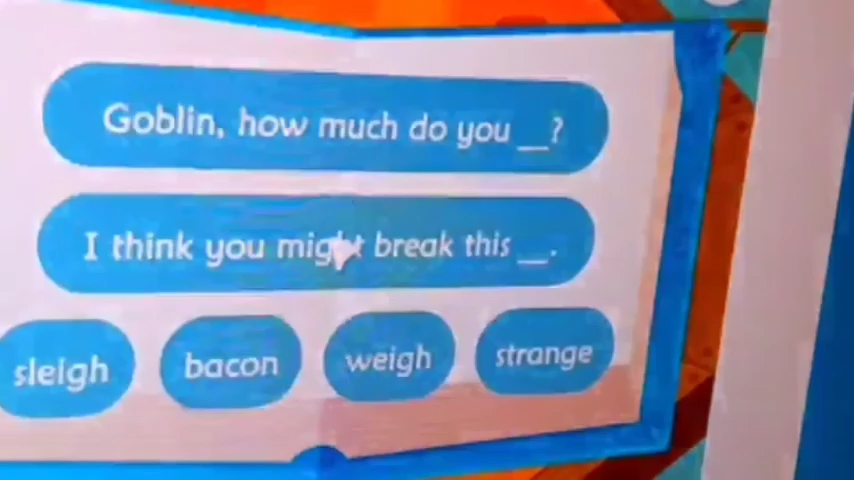 Goblin, how much do you __?
I think you might break this __.
sleigh bacon weigh strange